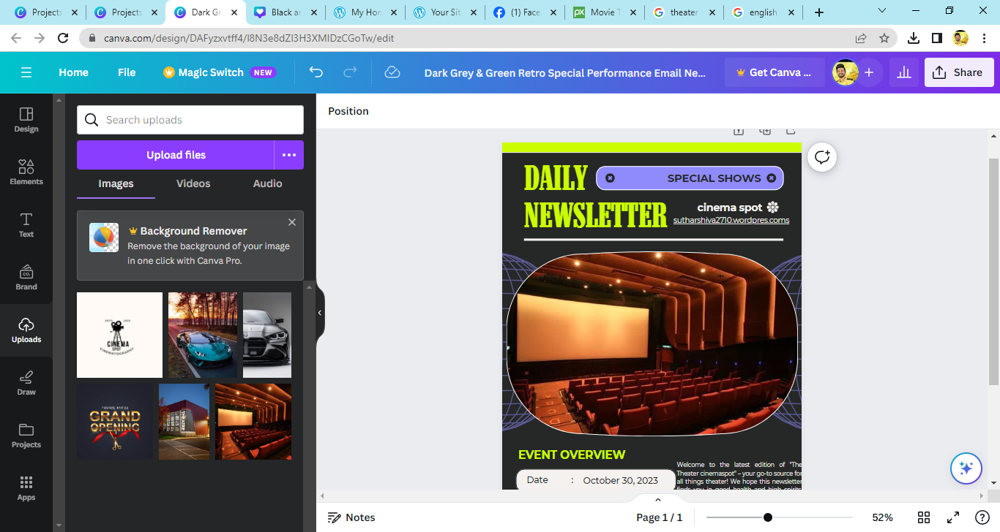 Projects
Projects
Dark Gr
Black ar
My Hon
Your Sit
(1) Face
Movie T
theater
english
canva.com/design/DAFyzxvtff4/I8N3e8dZI3H3XMIDzCGoTw/edit
Home
File
Magic Switch NEW
Dark Grey & Green Retro Special Performance Email Ne...
Get Canva ...
Share
Design
Elements
Text
CO.
Brand
Uploads
Draw
Projects
Apps
Search uploads
Upload files
Images
Videos
Audio
Background Remover
Remove the background of your image
in one click with Canva Pro.
CINEMA
SPOT
CINEMATOGRAPHY
YOU ARE INVITED
GRAND
OPENING
THEATRE
Position
DAILY
SPECIAL SHOWS
NEWSLETTER
cinema spot
sutharshiva2710.wordpres.coms
EVENT OVERVIEW
Date : October 30, 2023
Welcome to the latest edition of "The
Theater cinemaspot" – your go-to source for
all things theater! We hope this newsletter
finds you in good health and high spirits
Notes
Page 1 / 1
52%